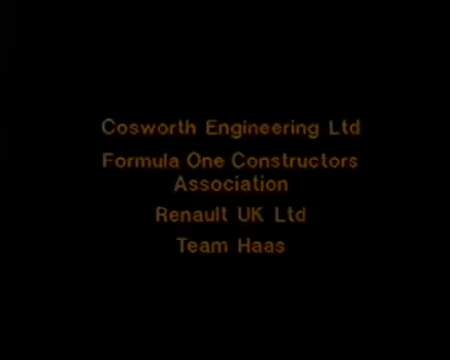 Cosworth Engineering Ltd
Formula One Constructors
Association
Renault UK Ltd
Team Haas